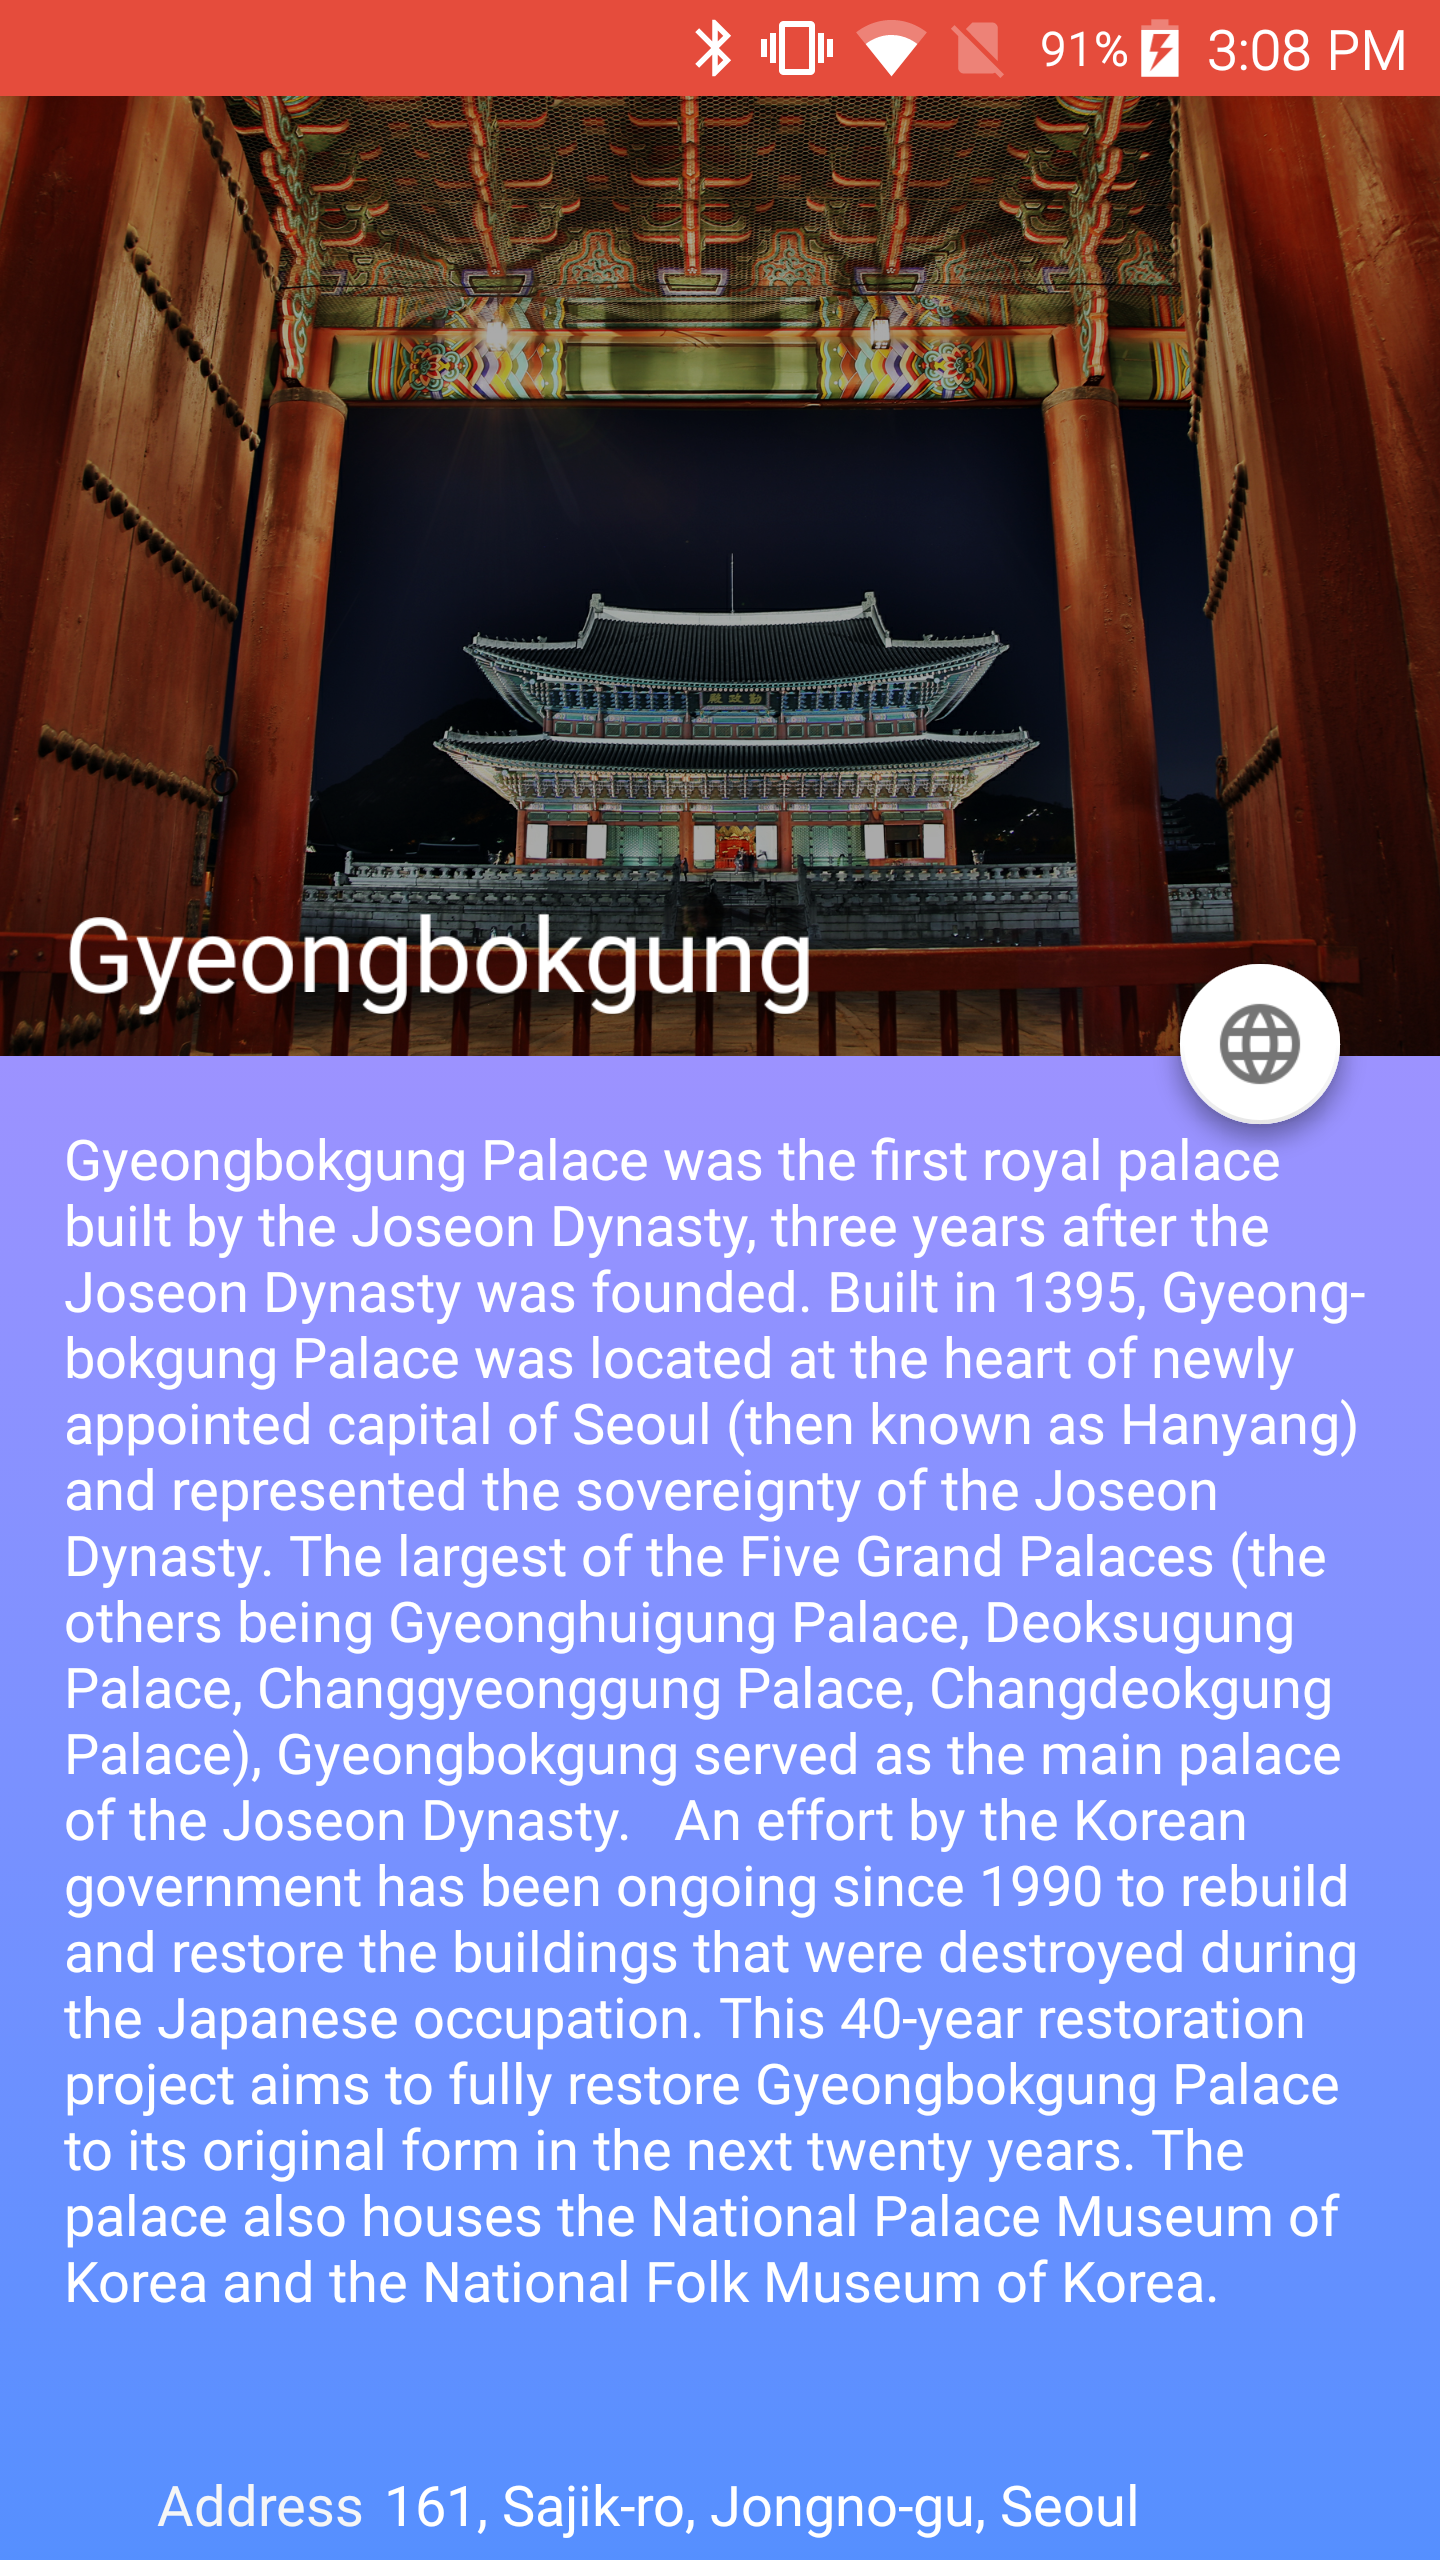 91% 3:08 PM
勤政殿
Gyeongbokgung
Gyeongbokgung Palace was the first royal palace
built by the Joseon Dynasty, three years after the
Joseon Dynasty was founded. Built in 1395, Gyeong-
bokgung Palace was located at the heart of newly
appointed capital of Seoul (then known as Hanyang)
and represented the sovereignty of the Joseon
Dynasty. The largest of the Five Grand Palaces (the
others being Gyeonghuigung Palace, Deoksugung
Palace, Changgyeonggung Palace, Changdeokgung
Palace), Gyeongbokgung served as the main palace
of the Joseon Dynasty.   An effort by the Korean
government has been ongoing since 1990 to rebuild
and restore the buildings that were destroyed during
the Japanese occupation. This 40-year restoration
project aims to fully restore Gyeongbokgung Palace
to its original form in the next twenty years. The
palace also houses the National Palace Museum of
Korea and the National Folk Museum of Korea.
Address 161, Sajik-ro, Jongno-gu, Seoul